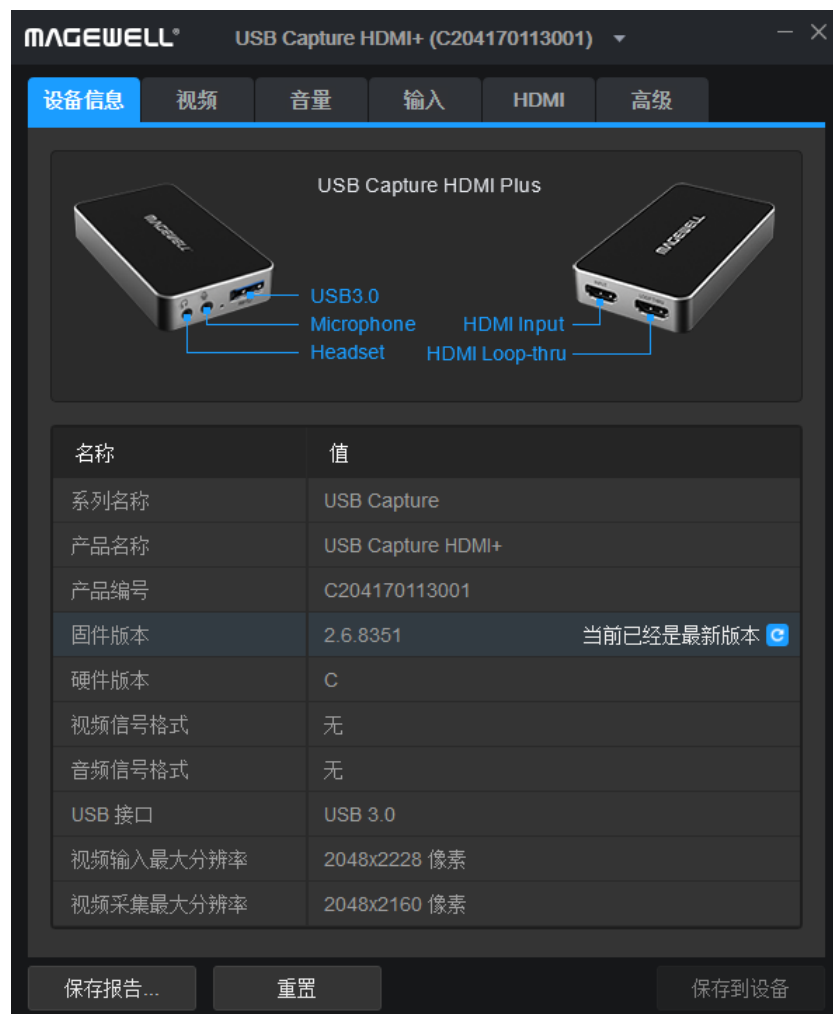 MAGEWELL® USB Capture HDMI+ (C204170113001)
设备信息 视频 音量 输入 HDMI 高级
USB Capture HDMI Plus
MAGEWELL MAGEWELL
USB3.0
Microphone HDMI Input
Headset HDMI Loop-thru
名称 值
系列名称 USB Capture
产品名称 USB Capture HDMI+
产品编号 C204170113001
固件版本 2.6.8351 当前已经是最新版本
硬件版本 C
视频信号格式 无
音频信号格式 无
USB 接口 USB 3.0
视频输入最大分辨率 2048x2228 像素
视频采集最大分辨率 2048x2160 像素
保存报告... 重置 保存到设备